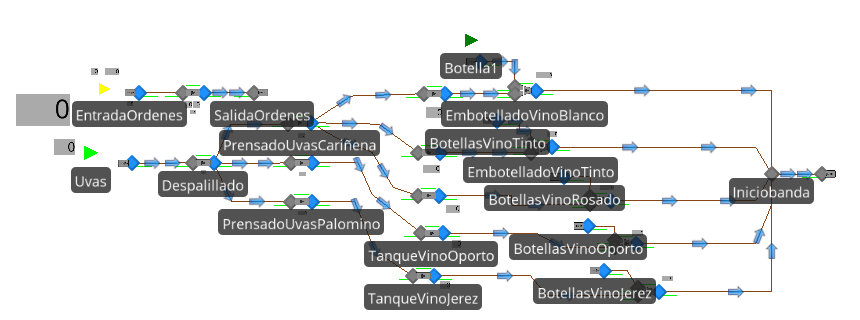 Botella1
0
EntradaOrdenes
SalidaOrdenes
EmbotelladoVinoBlanco
PrensadoUvasCariñena
BotellasVinoTinto
0
Uvas
Despalillado
EmbotelladoVinoTinto
Iniciobanda
BotellasVinoRosado
PrensadoUvasPalomino
TanqueVinoOporto
BotellasVinoOporto
TanqueVinoJerez
BotellasVinoJerez